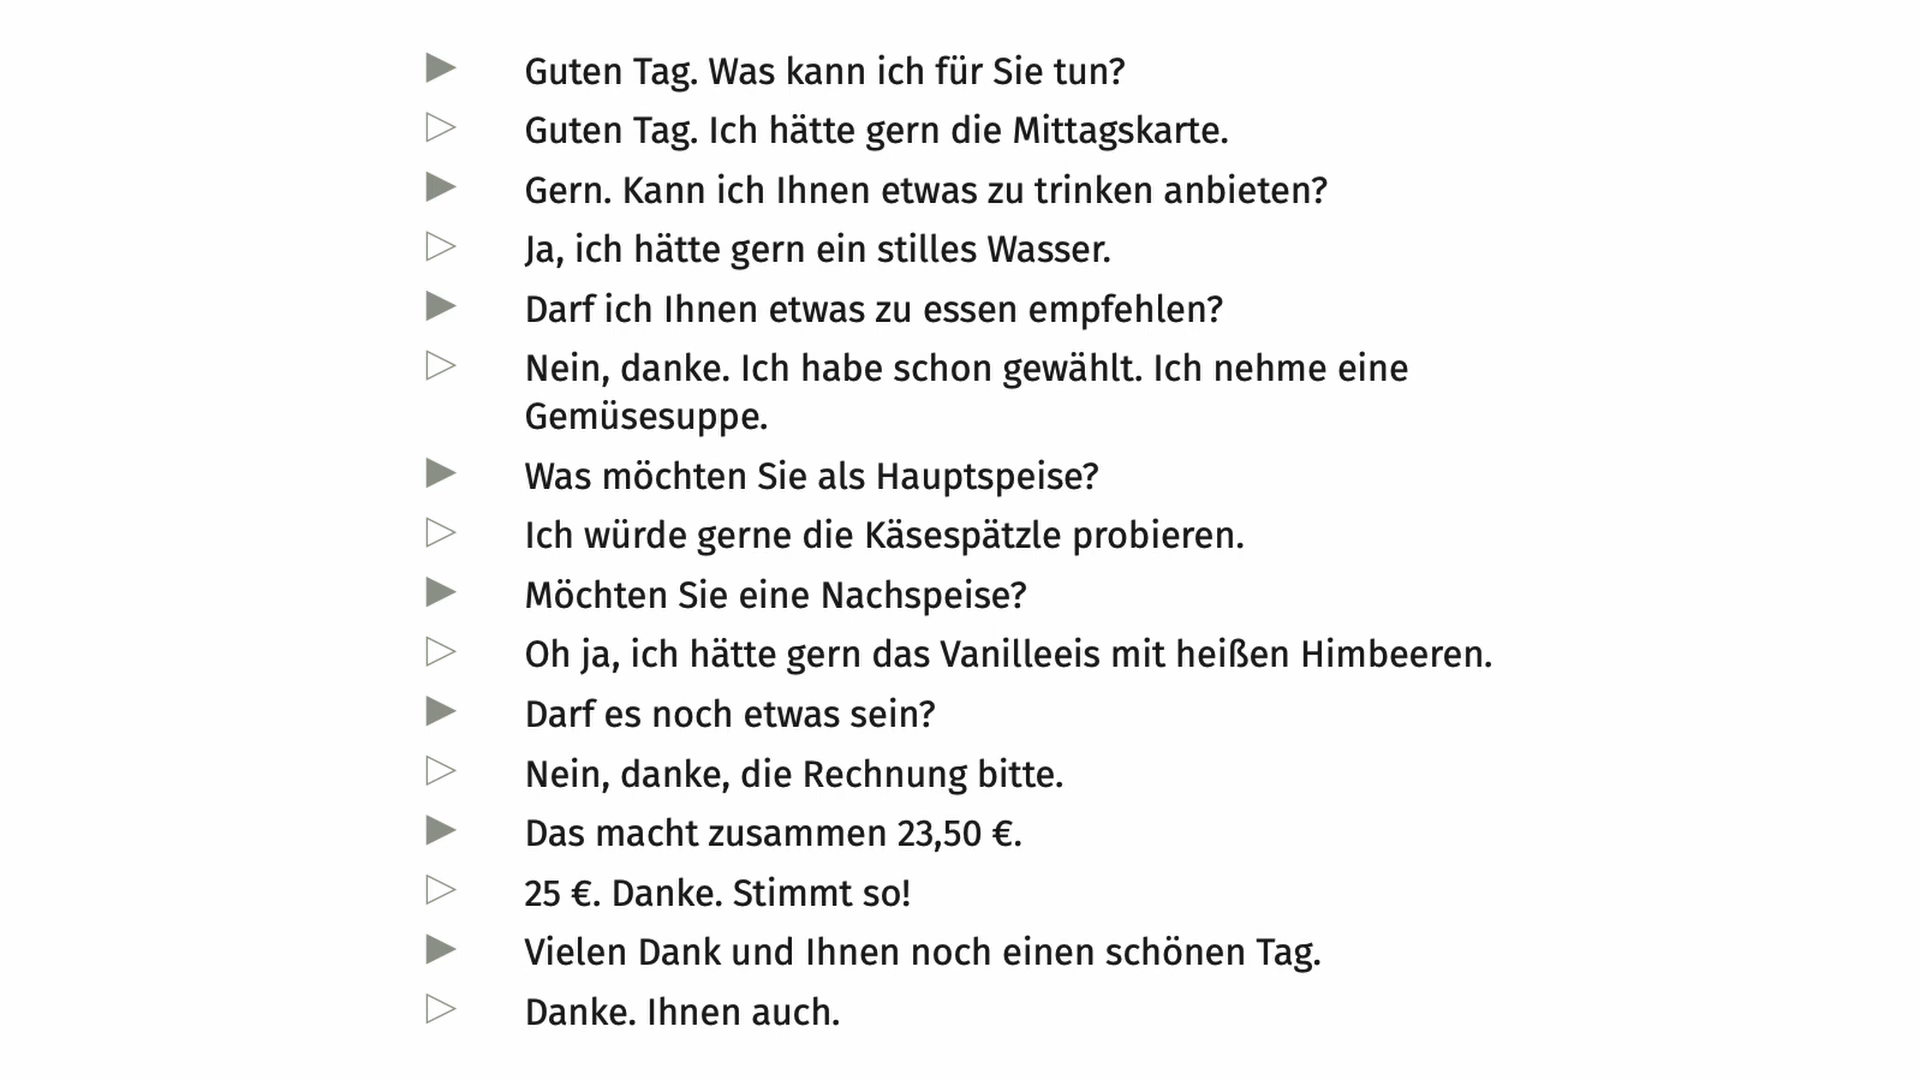 Guten Tag. Was kann ich für Sie tun?
Guten Tag. Ich hätte gern die Mittagskarte.
Gern. Kann ich Ihnen etwas zu trinken anbieten?
Ja, ich hätte gern ein stilles Wasser.
Darf ich Ihnen etwas zu essen empfehlen?
Nein, danke. Ich habe schon gewählt. Ich nehme eine
Gemüsesuppe.
Was möchten Sie als Hauptspeise?
Ich würde gerne die Käsespätzle probieren.
Möchten Sie eine Nachspeise?
Oh ja, ich hätte gern das Vanilleeis mit heißen Himbeeren.
Darf es noch etwas sein?
Nein, danke, die Rechnung bitte.
Das macht zusammen 23,50 €.
25 €. Danke. Stimmt so!
Vielen Dank und Ihnen noch einen schönen Tag.
Danke. Ihnen auch.